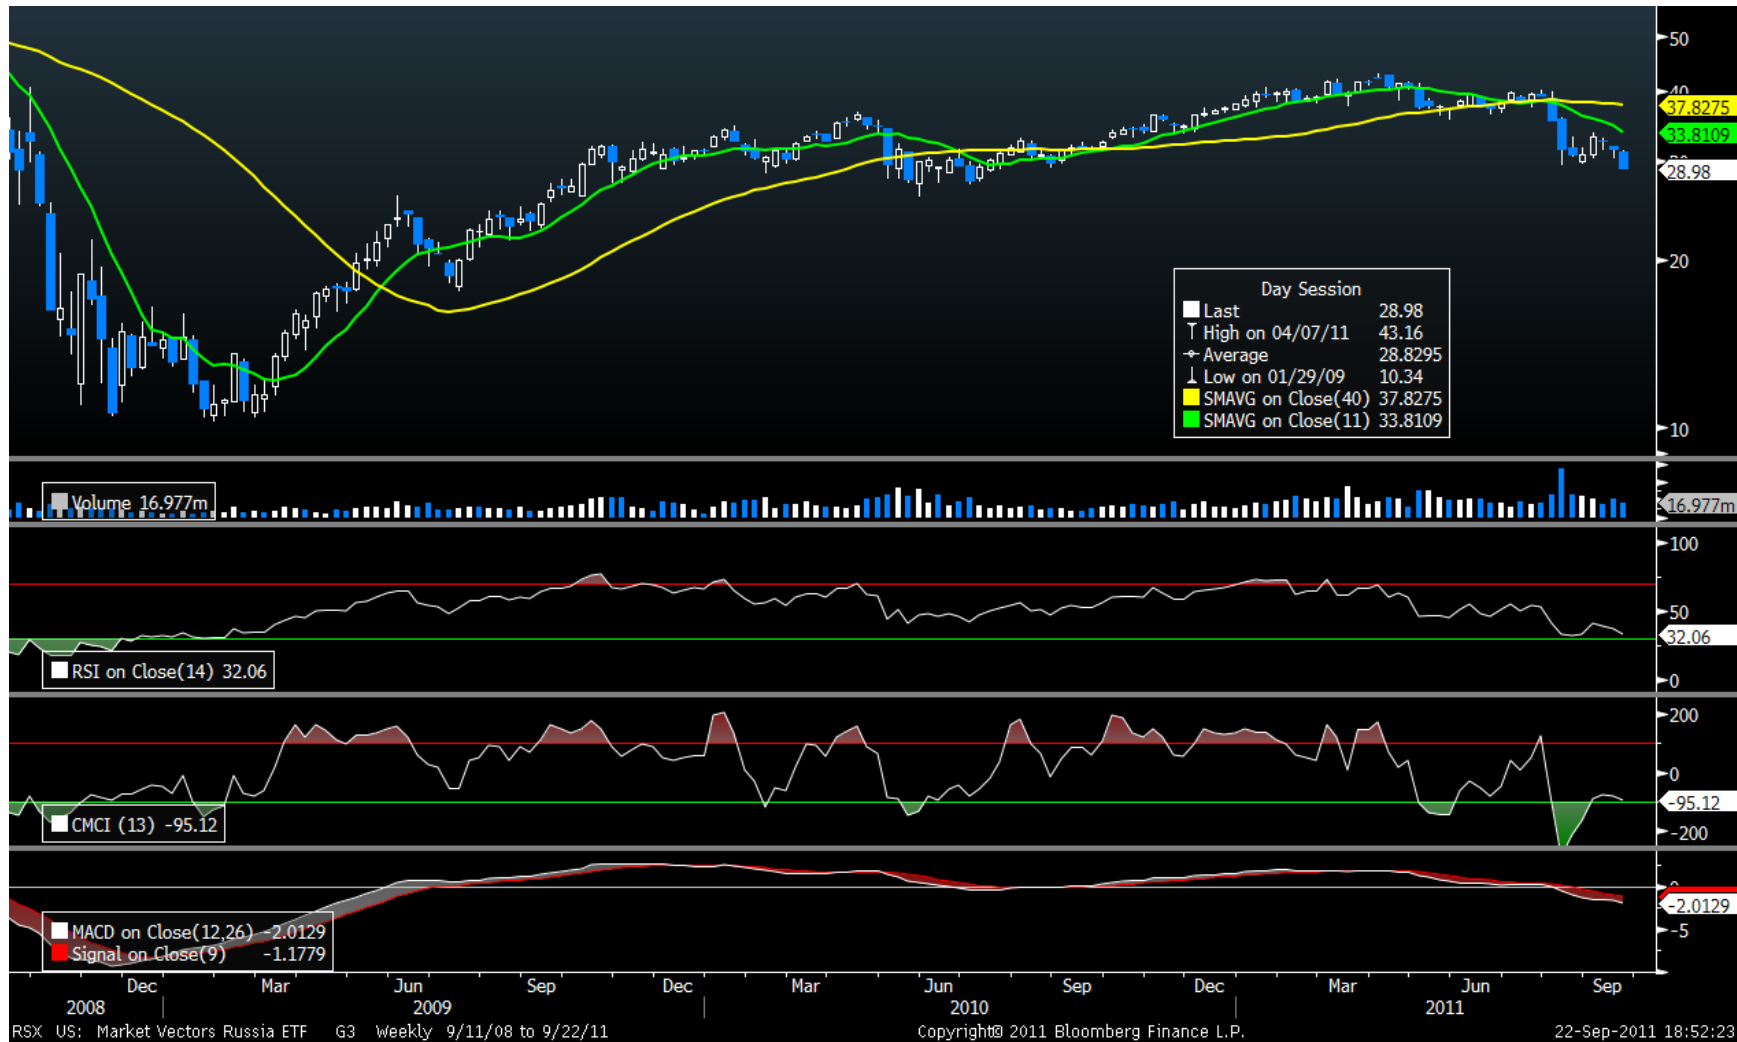 50
40
37.8275
33.8109
30
28.98
20
10
Day Session
Last 28.98
High on 04/07/11 43.16
Average 28.8295
Low on 01/29/09 10.34
SMAVG on Close(40) 37.8275
SMAVG on Close(11) 33.8109
Volume 16.977m
16.977m
100
50
32.06
0
RSI on Close(14) 32.06
200
0
-95.12
-200
CMCI (13) -95.12
0
-2.0129
-5
MACD on Close(12,26) -2.0129
Signal on Close(9) -1.1779
Dec Mar Jun Sep Dec Mar Jun Sep Dec Mar Jun Sep
2008 2009 2010 2011
RSX US: Market Vectors Russia ETF G3 Weekly 9/11/08 to 9/22/11 Copyright© 2011 Bloomberg Finance L.P. 22-Sep-2011 18:52:23